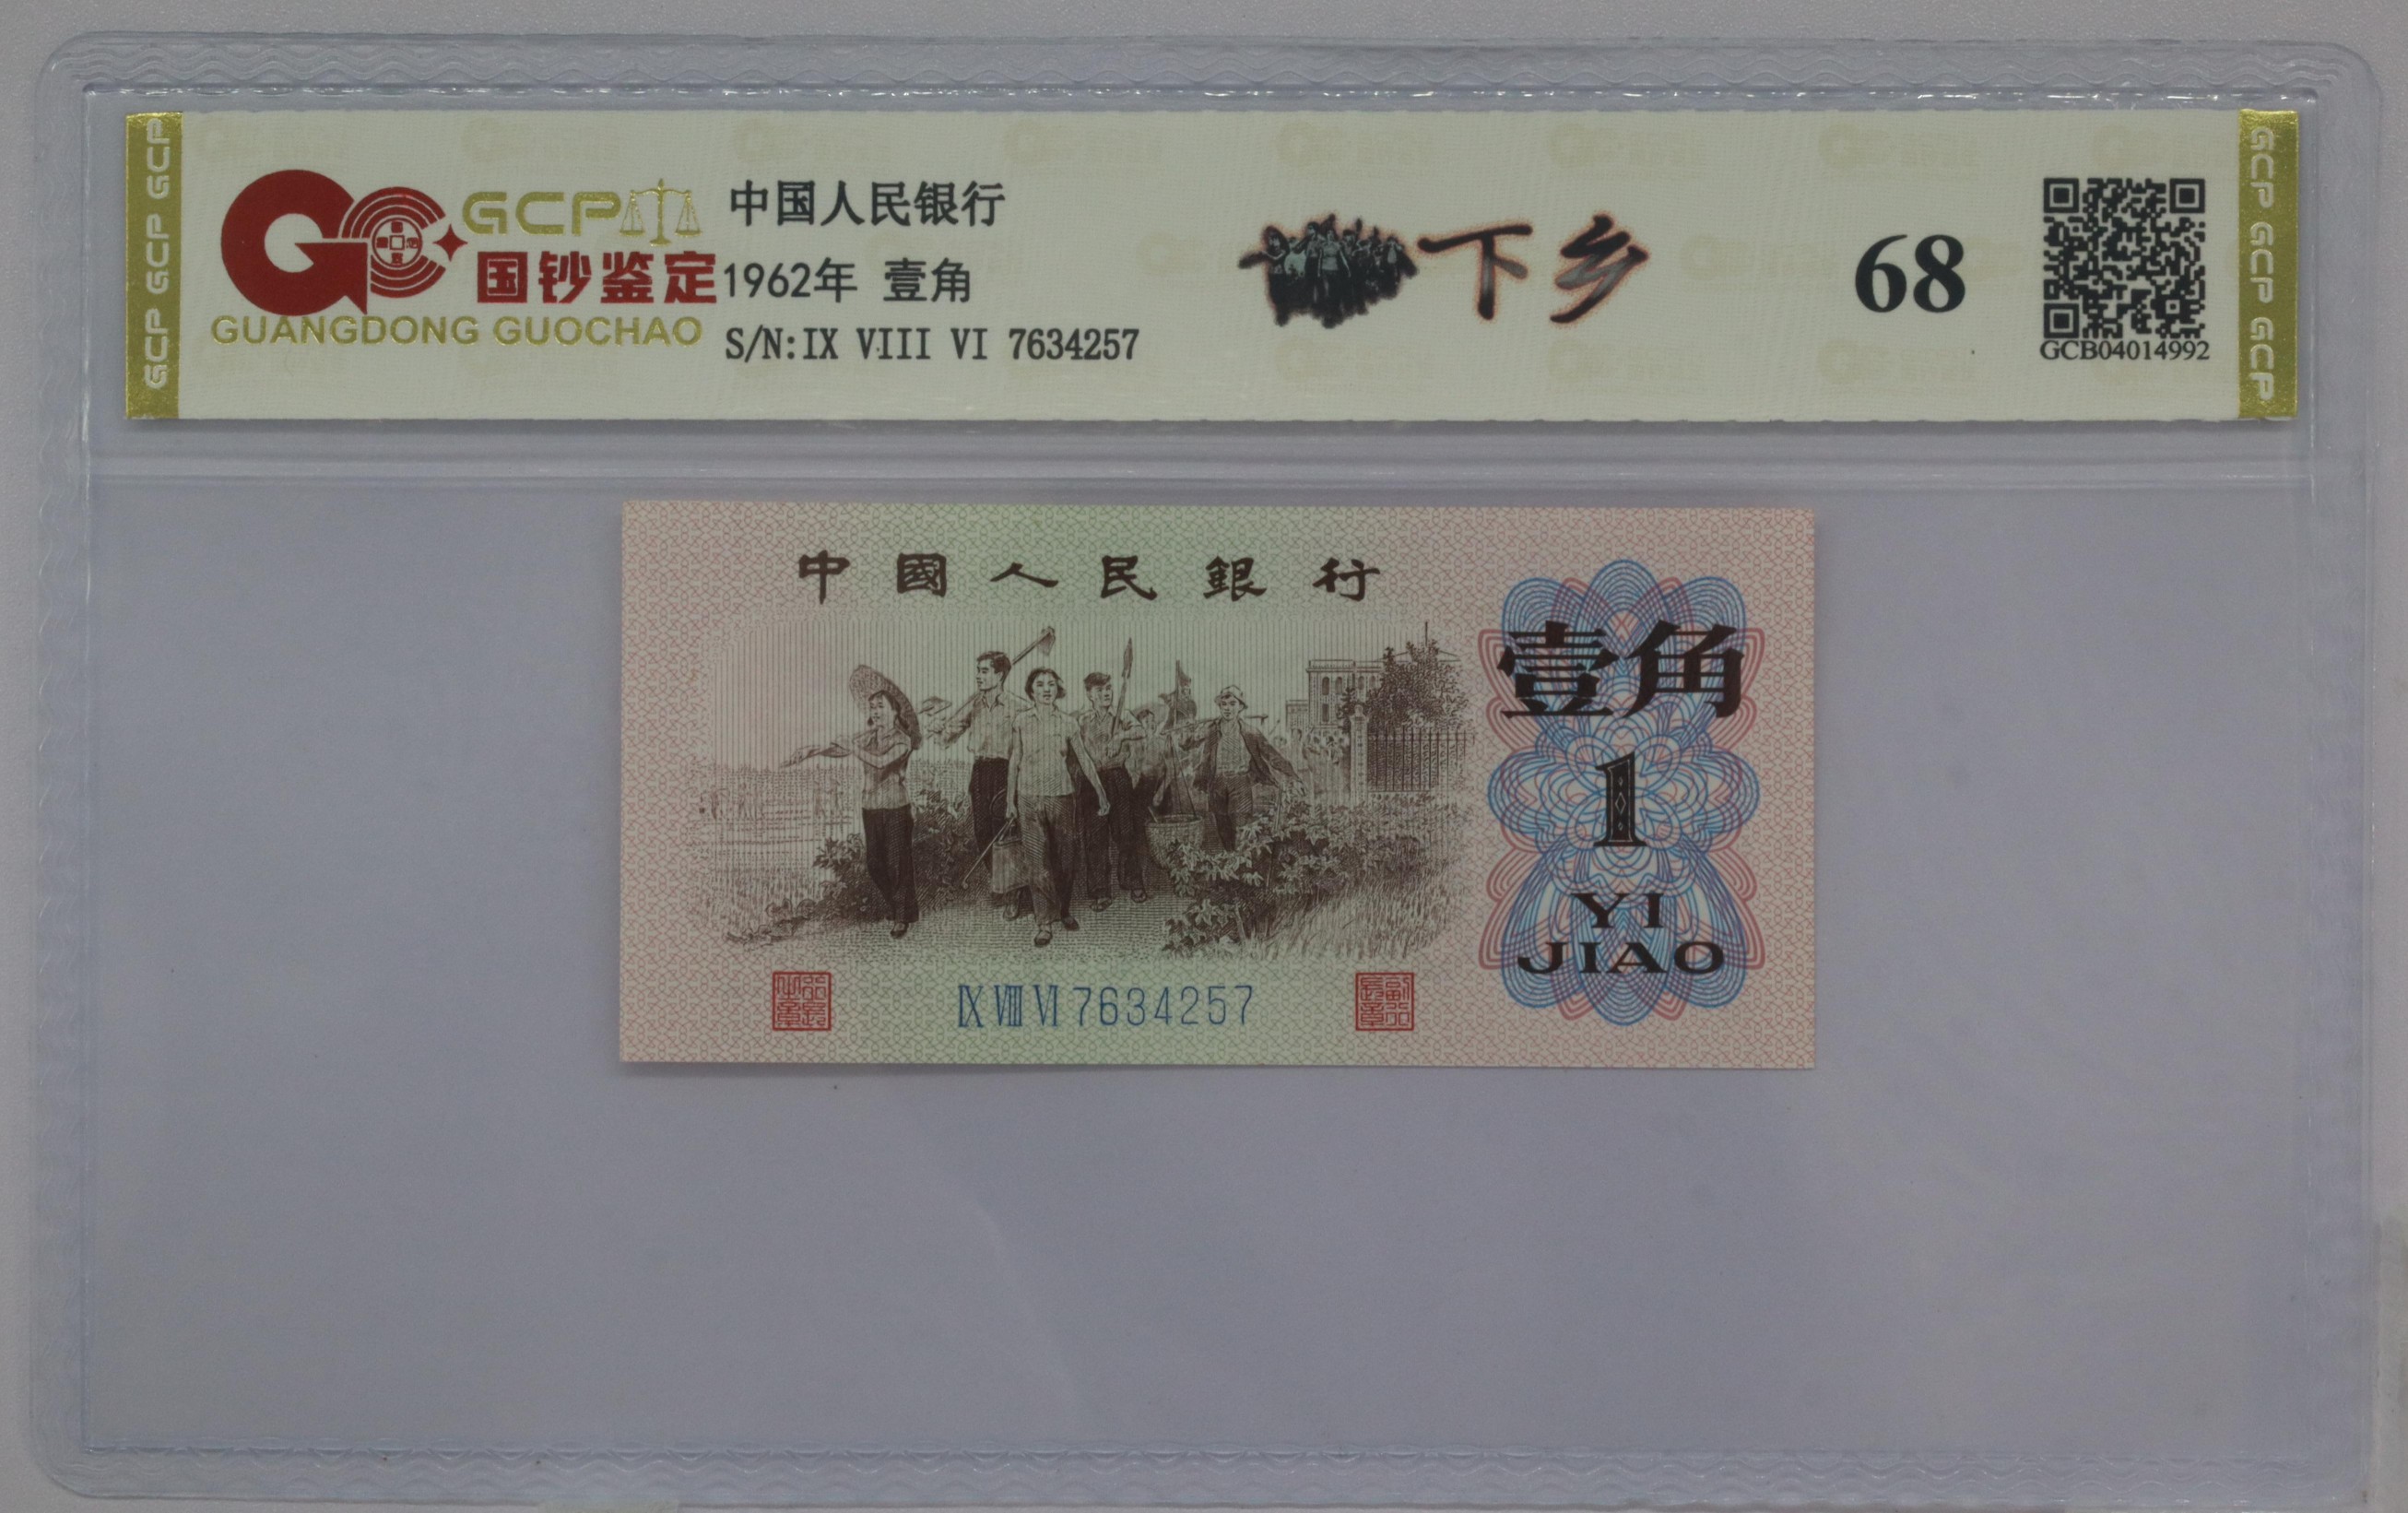 GCP GCP GCP
GCP
国钞鉴定
GUANGDONG GUOCHAO
中国人民银行
1962年 壹角
S/N:IX VIII VI 7634257
下乡
68
GCB04014992
GCP GCP GCP
中國人民銀行
壹角
1
YI
JIAO
IX VIII VI 7634257